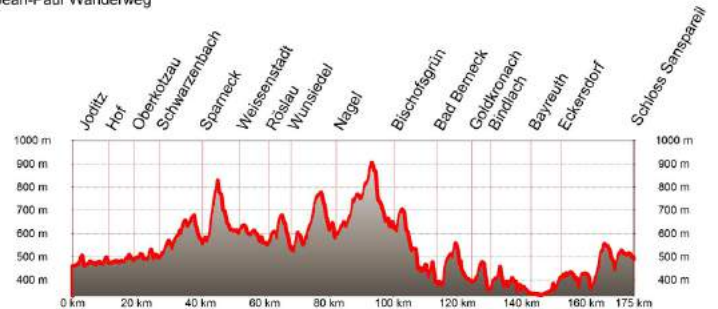 Jean-Paul Wanderweg
Joditz
Hof
Oberkotzau
Schwarzenbach
Sparneck
Weissenstadt
Röslau
Wunsiedel
Nagel
Bischofsgrün
Bad Berneck
Goldkronach
Bindlach
Bayreuth
Eckersdorf
Schloss Sanspareil
1000 m 1000 m
900 m 900 m
800 m 800 m
700 m 700 m
600 m 600 m
500 m 500 m
400 m 400 m
0 km 20 km 40 km 60 km 80 km 100 km 120 km 140 km 160 km 175 km